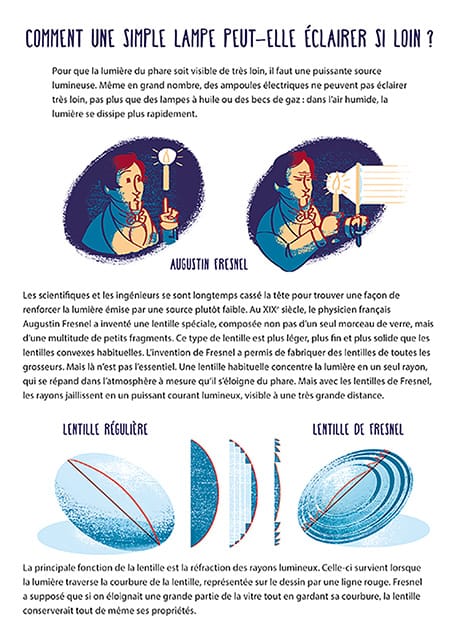 COMMENT UNE SIMPLE LAMPE PEUT-ELLE ÉCLAIRER SI LOIN ?
Pour que la lumière du phare soit visible de très loin, il faut une puissante source
lumineuse. Même en grand nombre, des ampoules électriques ne peuvent pas éclairer
très loin, pas plus que des lampes à huile ou des becs de gaz : dans l'air humide, la
lumière se dissipe plus rapidement.
AUGUSTIN FRESNEL
Les scientifiques et les ingénieurs se sont longtemps cassé la tête pour trouver une façon de
renforcer la lumière émise par une source plutôt faible. Au XIXe siècle, le physicien français
Augustin Fresnel a inventé une lentille spéciale, composée non pas d'un seul morceau de verre, mais
d'une multitude de petits fragments. Ce type de lentille est plus léger, plus fin et plus solide que les
lentilles convexes habituelles. L'invention de Fresnel a permis de fabriquer des lentilles de toutes les
grosseurs. Mais là n'est pas l'essentiel. Une lentille habituelle concentre la lumière en un seul rayon,
qui se répand dans l'atmosphère à mesure qu'il s'éloigne du phare. Mais avec les lentilles de Fresnel,
les rayons jaillissent en un puissant courant lumineux, visible à une très grande distance.
LENTILLE RÉGULIÈRE
LENTILLE DE FRESNEL
La principale fonction de la lentille est la réfraction des rayons lumineux. Celle-ci survient lorsque
la lumière traverse la courbure de la lentille, représentée sur le dessin par une ligne rouge. Fresnel
a supposé que si on éloignait une grande partie de la vitre tout en gardant sa courbure, la lentille
conserverait tout de même ses propriétés.